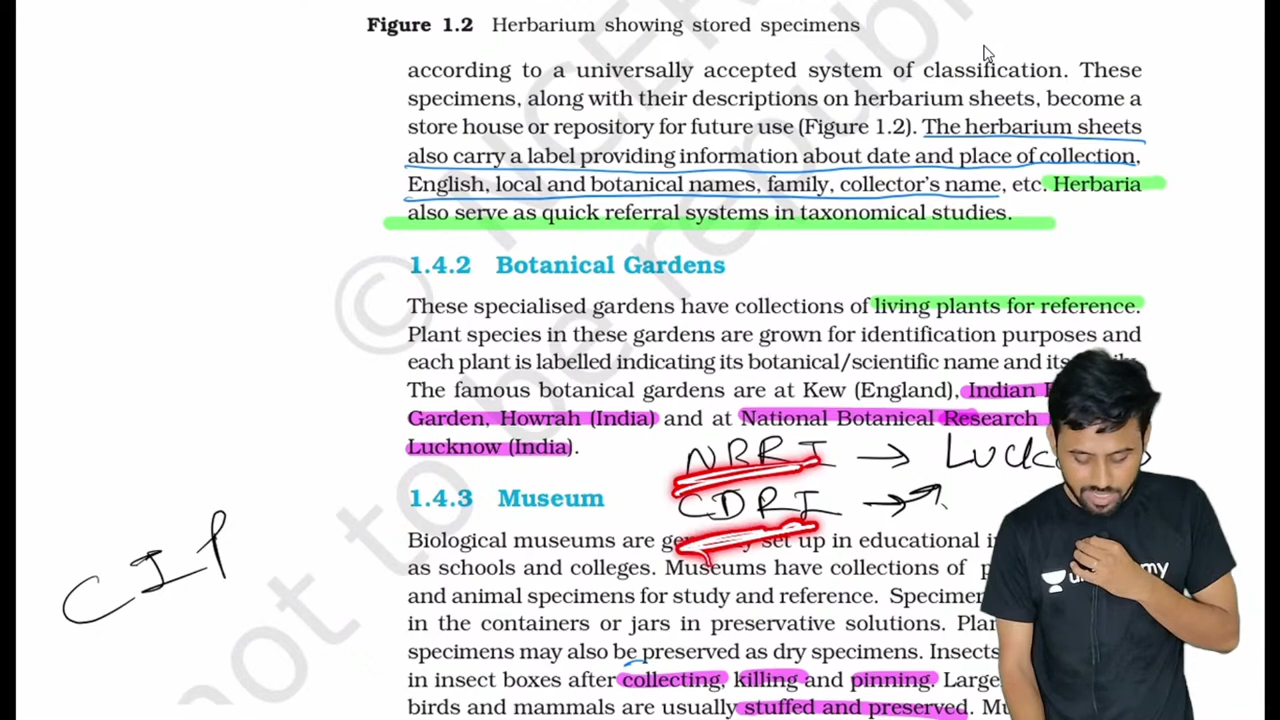 Figure 1.2 Herbarium showing stored specimens
according to a universally accepted system of classification. These
specimens, along with their descriptions on herbarium sheets, become a
store house or repository for future use (Figure 1.2). The herbarium sheets
also carry a label providing information about date and place of collection,
English, local and botanical names, family, collector's name, etc. Herbaria
also serve as quick referral systems in taxonomical studies.
1.4.2 Botanical Gardens
These specialised gardens have collections of living plants for reference.
Plant species in these gardens are grown for identification purposes and
each plant is labelled indicating its botanical/scientific name and its
The famous botanical gardens are at Kew (England), Indian
Garden, Howrah (India) and at National Botanical Research
Lucknow (India).
NBRI →
CDRI →
1.4.3 Museum
Biological museums are set up in educational
as schools and colleges. Museums have collections of
and animal specimens for study and reference.
in the containers or jars in preservative solutions.
specimens may also be preserved as dry specimens. Insects
in insect boxes after collecting, killing and pinning.
birds and mammals are usually stuffed and preserved.
CIP
© NCERT
not to be republi